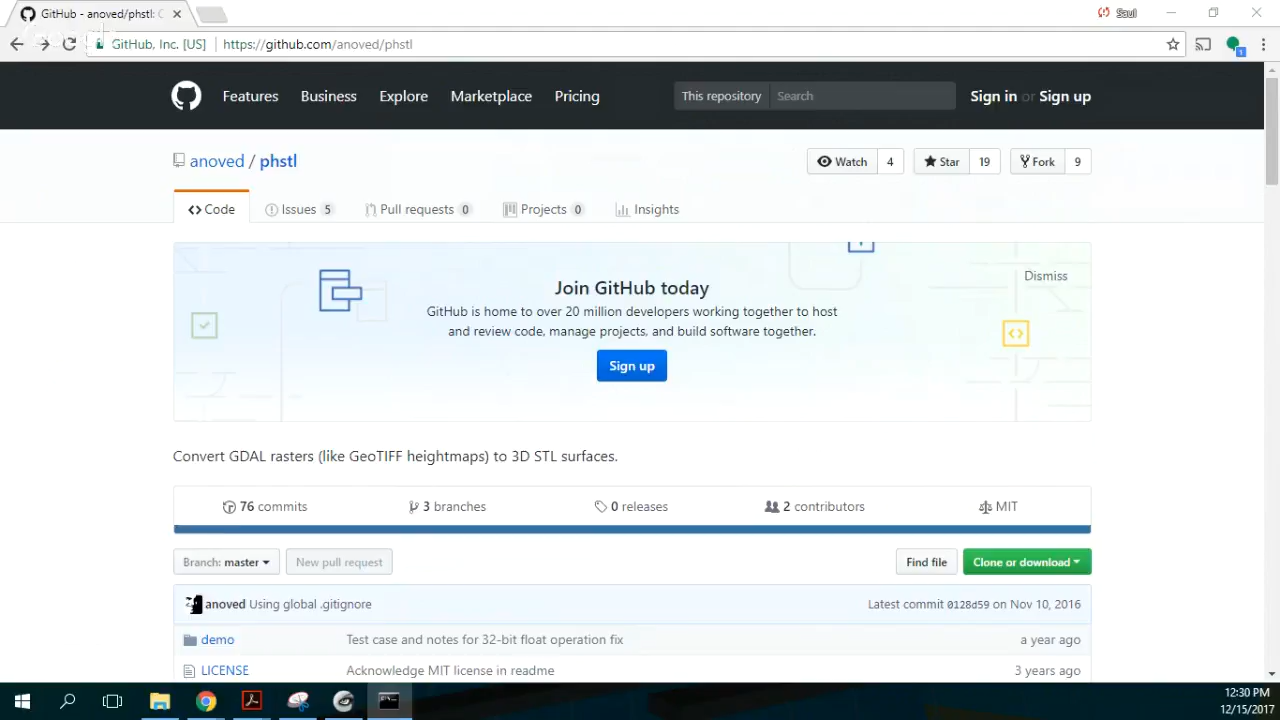 GitHub - anoved/phstl: C
Saul
GitHub, Inc. [US] https://github.com/anoved/phstl
1
Features Business Explore Marketplace Pricing This repository Search Sign in or Sign up
anoved / phstl Watch 4 Star 19 Fork 9
Code Issues 5 Pull requests 0 Projects 0 Insights
Join GitHub today
Dismiss
GitHub is home to over 20 million developers working together to host
and review code, manage projects, and build software together.
Sign up
Convert GDAL rasters (like GeoTIFF heightmaps) to 3D STL surfaces.
76 commits 3 branches 0 releases 2 contributors MIT
Branch: master New pull request Find file Clone or download
anoved Using global .gitignore Latest commit 0128d59 on Nov 10, 2016
demo Test case and notes for 32-bit float operation fix a year ago
LICENSE Acknowledge MIT license in readme 3 years ago
12:30 PM
12/15/2017